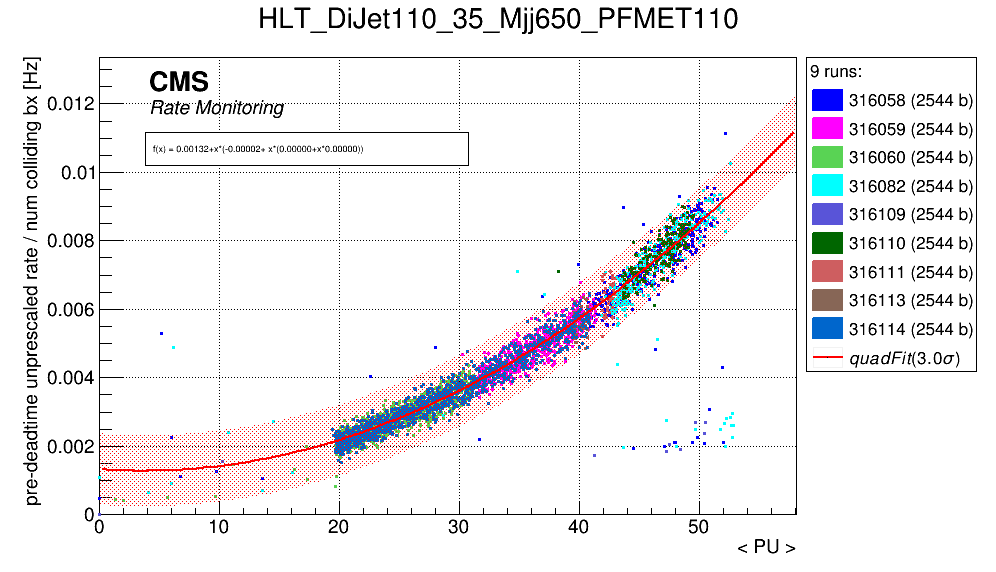 HLT_DiJet110_35_Mjj650_PFMET110
CMS
Rate Monitoring
f(x) = 0.00132+x*(-0.00002+ x*(0.00000+x*0.00000))
pre-deadtime unprescaled rate / num colliding bx [Hz]
0.012
0.01
0.008
0.006
0.004
0.002
0
0 10 20 30 40 50
< PU >
9 runs:
316058 (2544 b)
316059 (2544 b)
316060 (2544 b)
316082 (2544 b)
316109 (2544 b)
316110 (2544 b)
316111 (2544 b)
316113 (2544 b)
316114 (2544 b)
quadFit(3.0σ)